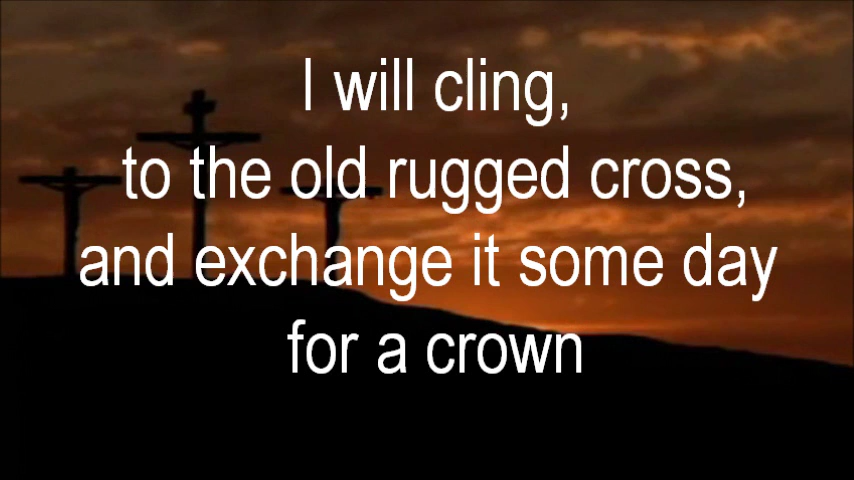 I will cling,
to the old rugged cross,
and exchange it some day
for a crown